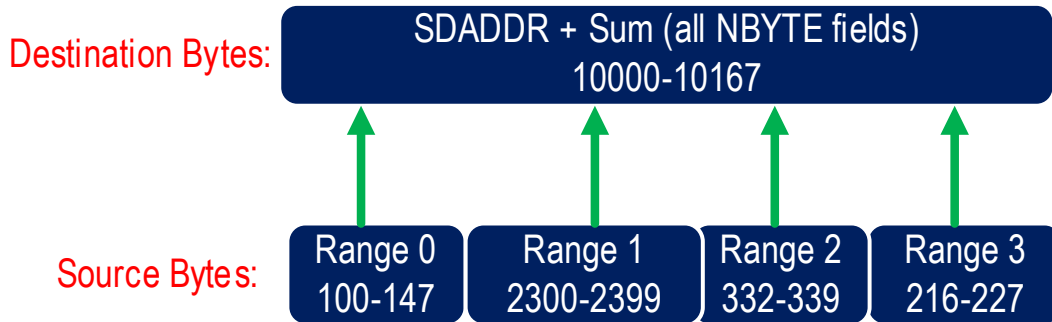 Destination Bytes:
SDADDR + Sum (all NBYTE fields)
10000-10167
Source Bytes:
Range 0
100-147
Range 1
2300-2399
Range 2
332-339
Range 3
216-227